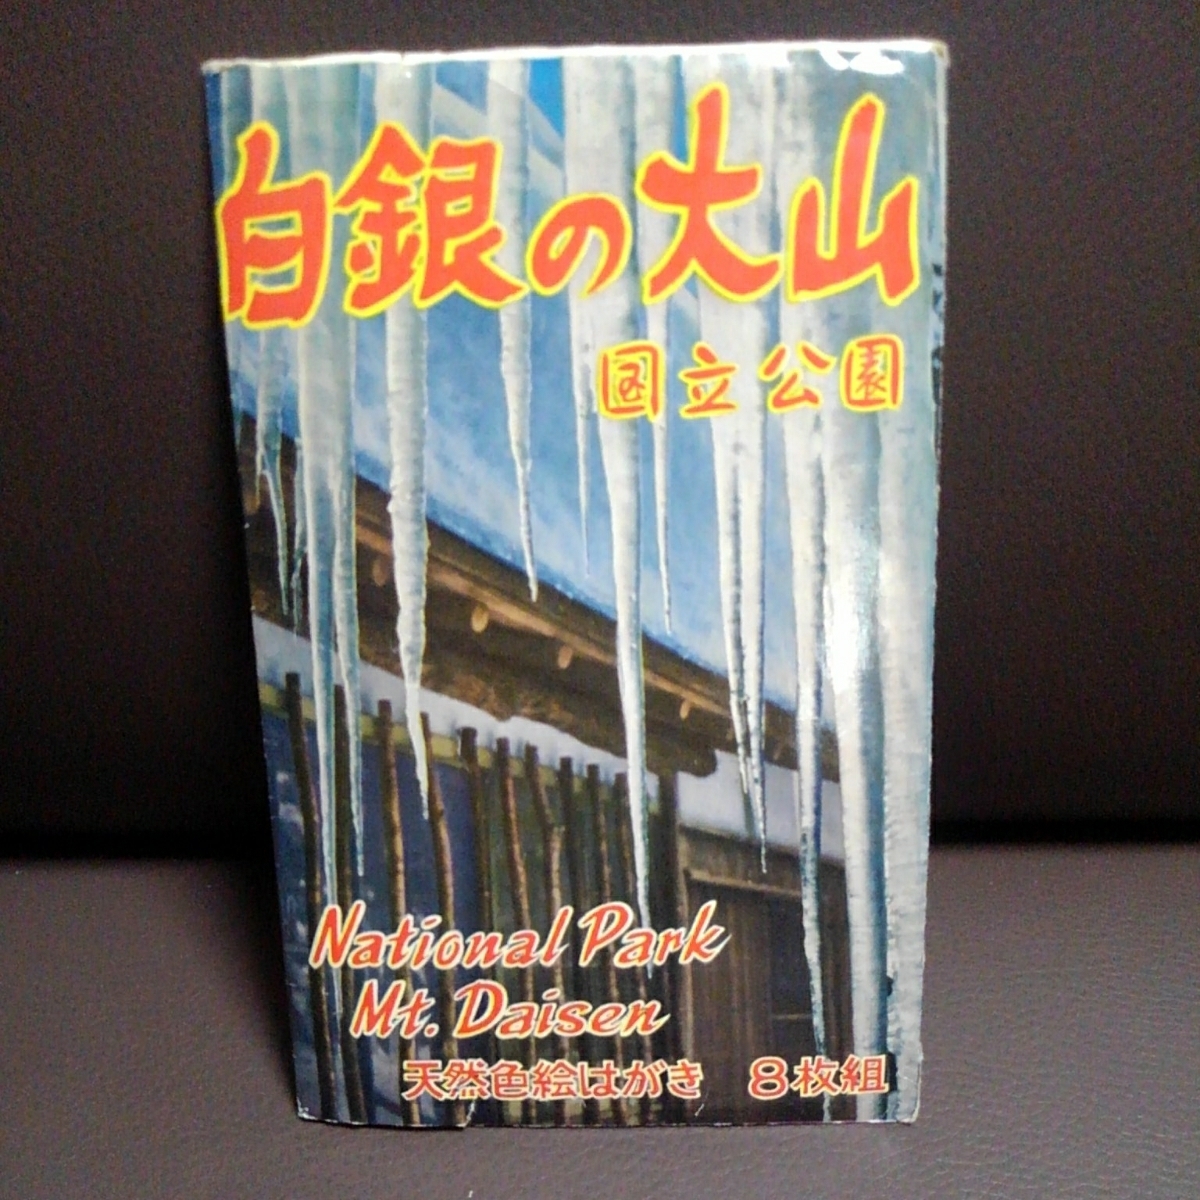 白銀の大山
国立公園
National Park
Mt. Daisen
天然色絵はがき 8枚組